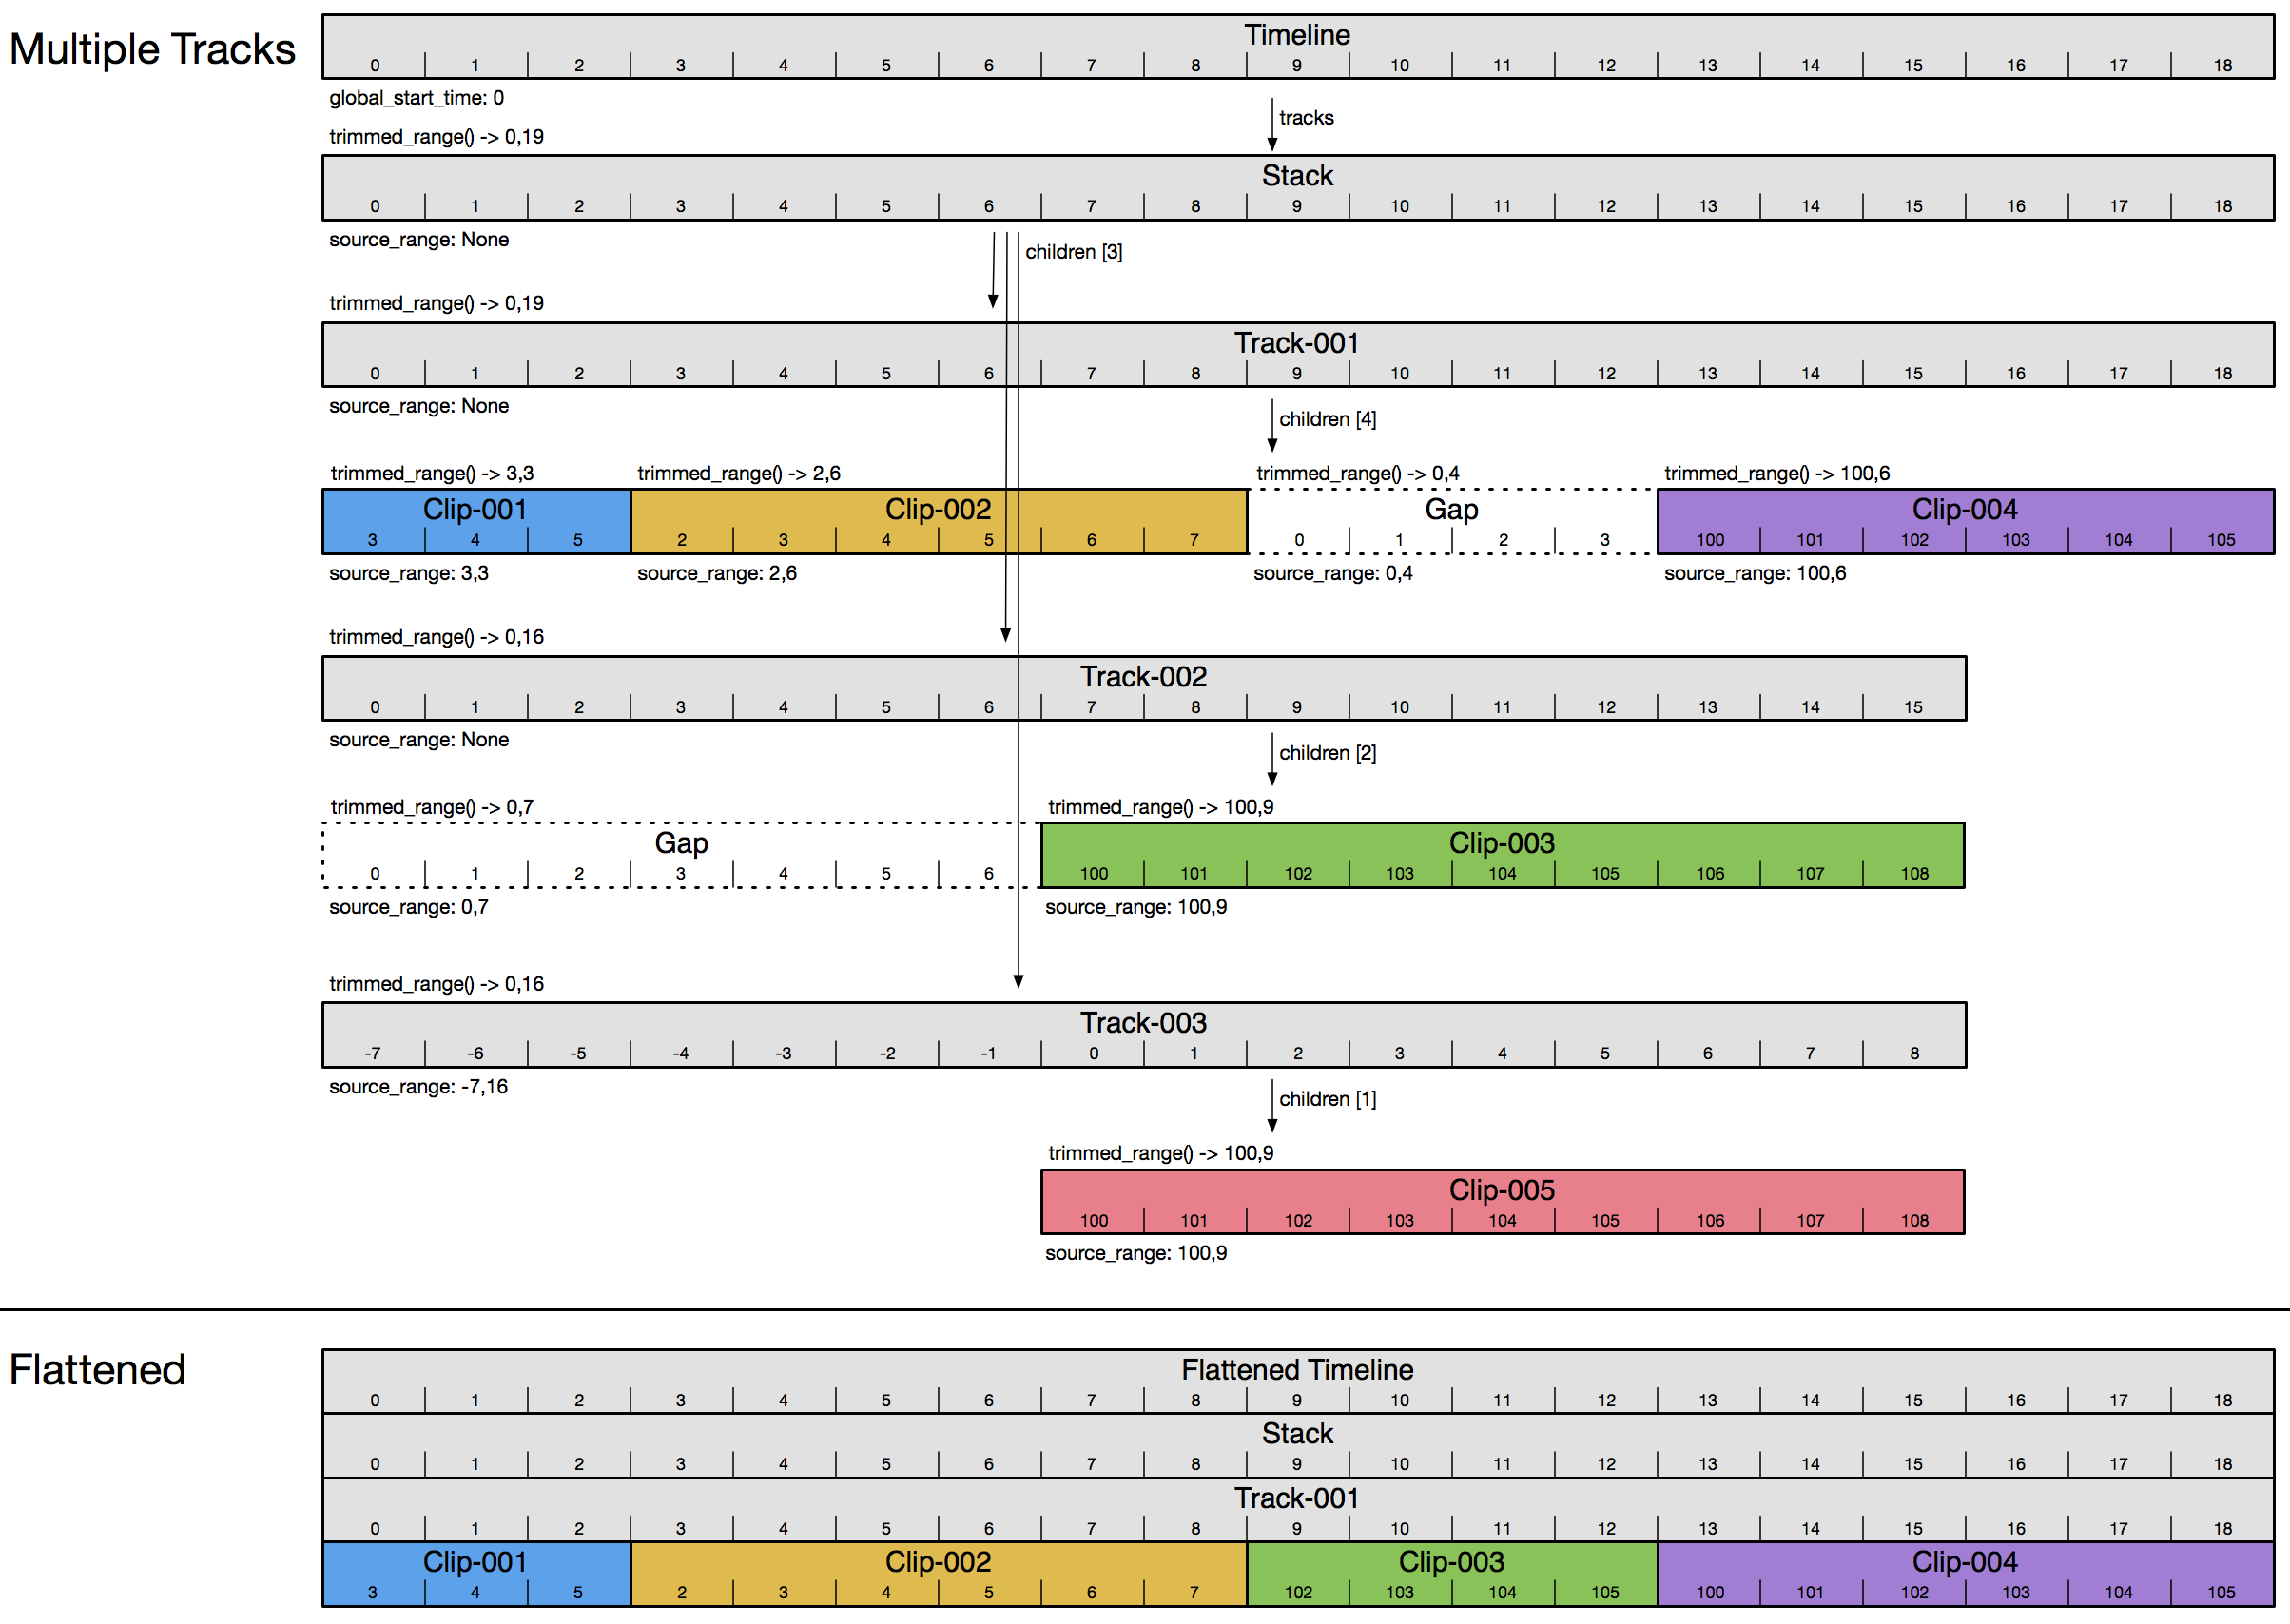 Multiple Tracks
Timeline
0 1 2 3 4 5 6 7 8 9 10 11 12 13 14 15 16 17 18
global_start_time: 0
tracks
trimmed_range() -> 0,19
Stack
0 1 2 3 4 5 6 7 8 9 10 11 12 13 14 15 16 17 18
source_range: None
children [3]
trimmed_range() -> 0,19
Track-001
0 1 2 3 4 5 6 7 8 9 10 11 12 13 14 15 16 17 18
source_range: None
children [4]
trimmed_range() -> 3,3 trimmed_range() -> 2,6 trimmed_range() -> 0,4 trimmed_range() -> 100,6
Clip-001 Clip-002 Gap Clip-004
3 4 5 2 3 4 5 6 7 0 1 2 3 100 101 102 103 104 105
source_range: 3,3 source_range: 2,6 source_range: 0,4 source_range: 100,6
trimmed_range() -> 0,16
Track-002
0 1 2 3 4 5 6 7 8 9 10 11 12 13 14 15
source_range: None
children [2]
trimmed_range() -> 0,7 trimmed_range() -> 100,9
Gap Clip-003
0 1 2 3 4 5 6 100 101 102 103 104 105 106 107 108
source_range: 0,7 source_range: 100,9
trimmed_range() -> 0,16
Track-003
-7 -6 -5 -4 -3 -2 -1 0 1 2 3 4 5 6 7 8
source_range: -7,16
children [1]
trimmed_range() -> 100,9
Clip-005
100 101 102 103 104 105 106 107 108
source_range: 100,9
Flattened
Flattened Timeline
0 1 2 3 4 5 6 7 8 9 10 11 12 13 14 15 16 17 18
Stack
0 1 2 3 4 5 6 7 8 9 10 11 12 13 14 15 16 17 18
Track-001
0 1 2 3 4 5 6 7 8 9 10 11 12 13 14 15 16 17 18
Clip-001 Clip-002 Clip-003 Clip-004
3 4 5 2 3 4 5 6 7 102 103 104 105 100 101 102 103 104 105